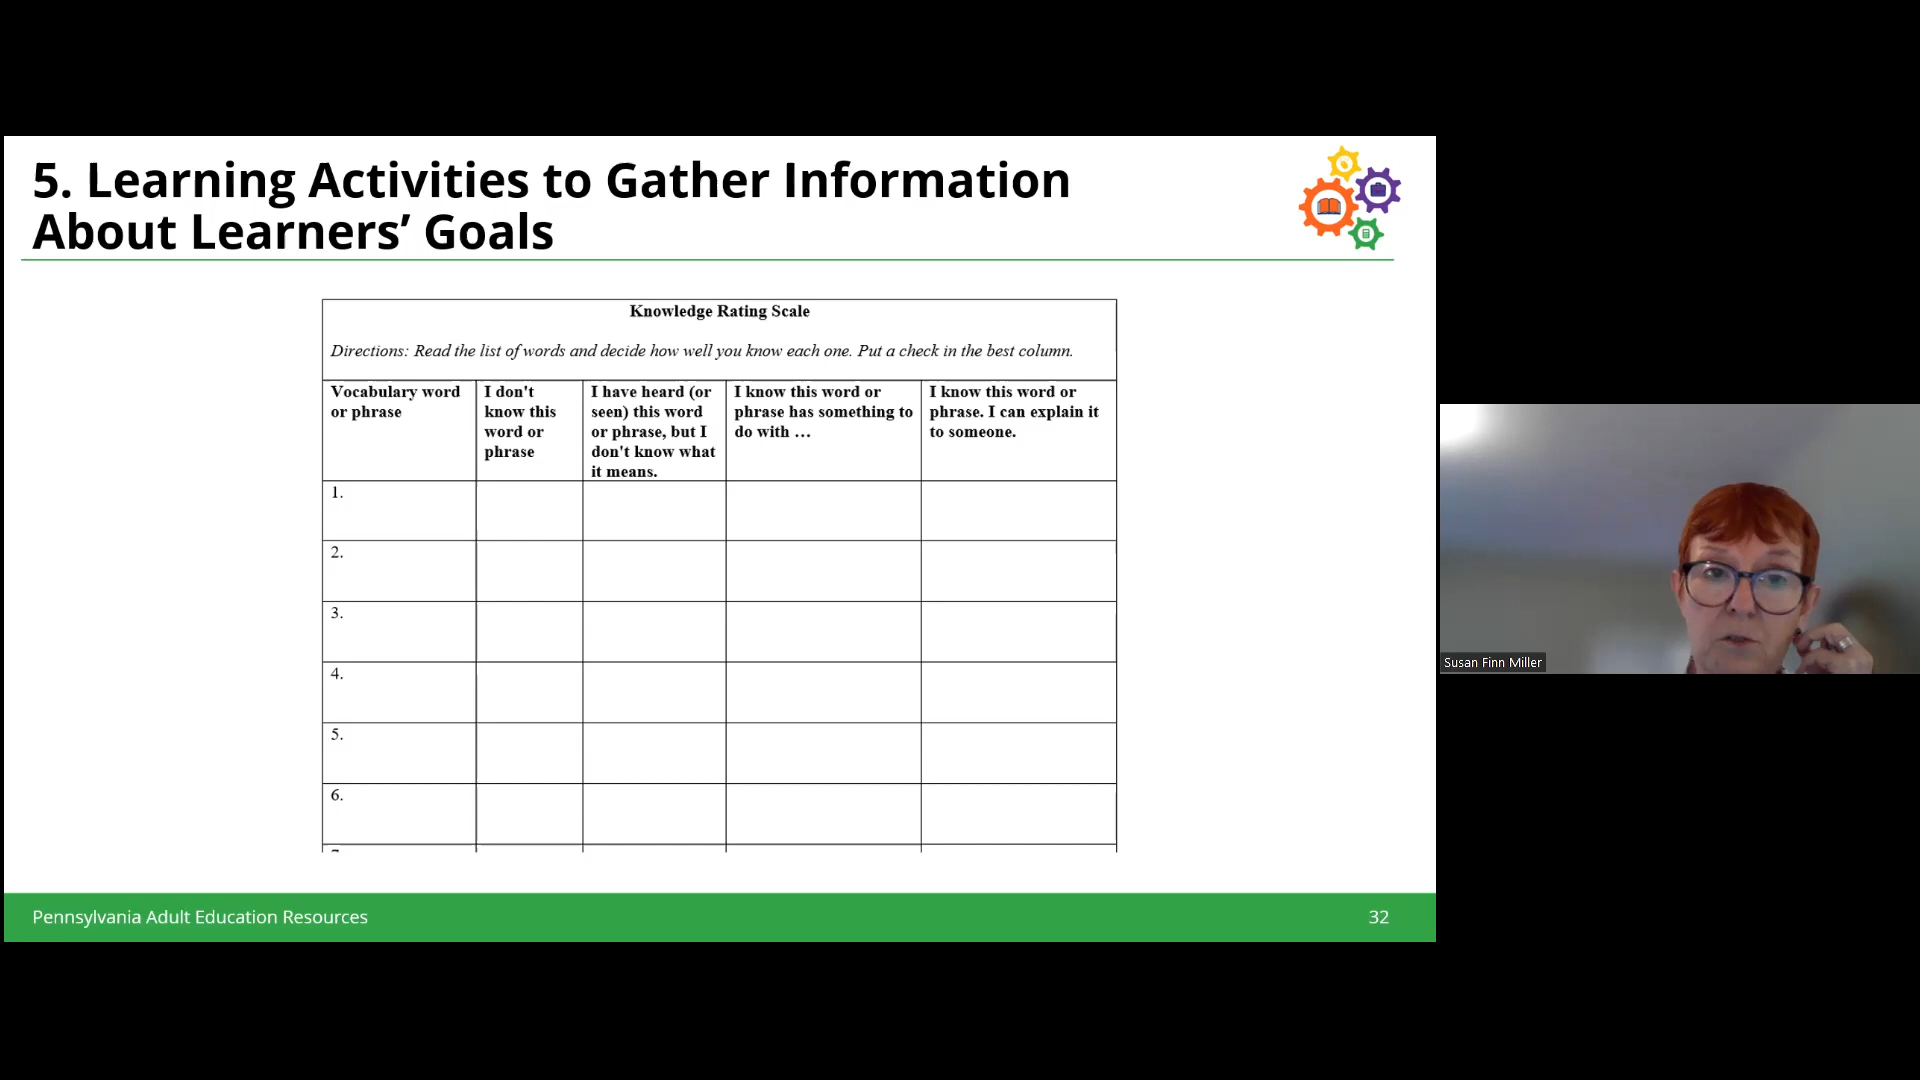 5. Learning Activities to Gather Information
About Learners’ Goals
Knowledge Rating Scale
Directions: Read the list of words and decide how well you know each one. Put a check in the best column.
Vocabulary word
or phrase
I don't
know this
word or
phrase
I have heard (or
seen) this word
or phrase, but I
don't know what
it means.
I know this word or
phrase has something to
do with …
I know this word or
phrase. I can explain it
to someone.
1.
2.
3.
4.
5.
6.
Pennsylvania Adult Education Resources
32
Susan Finn Miller